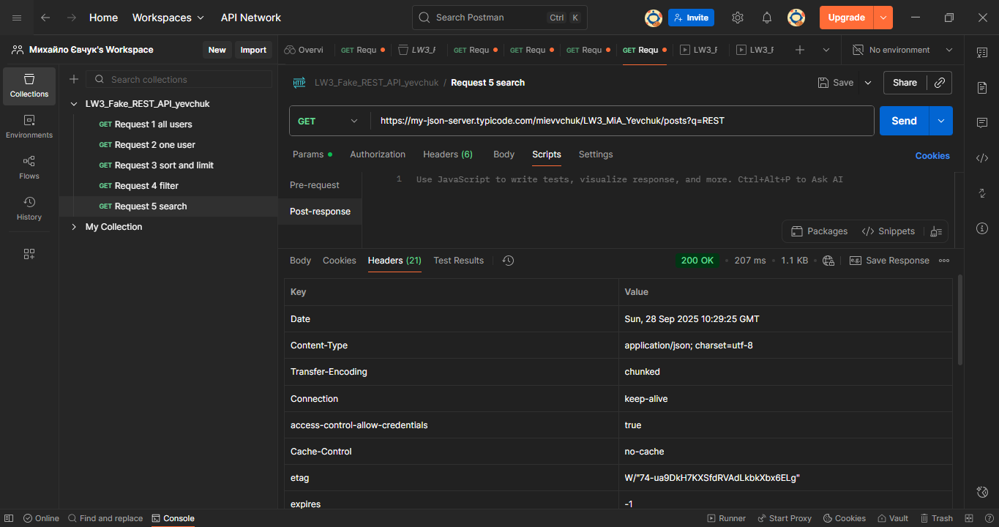 Home Workspaces API Network Search Postman Ctrl K Invite Upgrade
Михайло Євчук's Workspace New Import
Overvi GET Requ LW3_F GET Requ GET Requ GET Requ GET Requ LW3_F LW3_F No environment
Collections
Environments
Flows
History
Search collections
LW3_Fake_REST_API_yevchuk
GET Request 1 all users
GET Request 2 one user
GET Request 3 sort and limit
GET Request 4 filter
GET Request 5 search
My Collection
HTTP LW3_Fake_REST_API_yevchuk / Request 5 search Save Share
GET https://my-json-server.typicode.com/mievvchuk/LW3_MiA_Yevchuk/posts?q=REST Send
Params Authorization Headers (6) Body Scripts Settings Cookies
Pre-request
Post-response
1 Use JavaScript to write tests, visualize response, and more. Ctrl+Alt+P to Ask AI
Packages Snippets
Body Cookies Headers (21) Test Results 200 OK • 207 ms • 1.1 KB • e.g. Save Response
Key Value
Date Sun, 28 Sep 2025 10:29:25 GMT
Content-Type application/json; charset=utf-8
Transfer-Encoding chunked
Connection keep-alive
access-control-allow-credentials true
Cache-Control no-cache
etag W/"74-ua9DkH7KXSfdRVAdLkbkXbx6ELg"
expires -1
Online Find and replace Console Runner Start Proxy Cookies Vault Trash